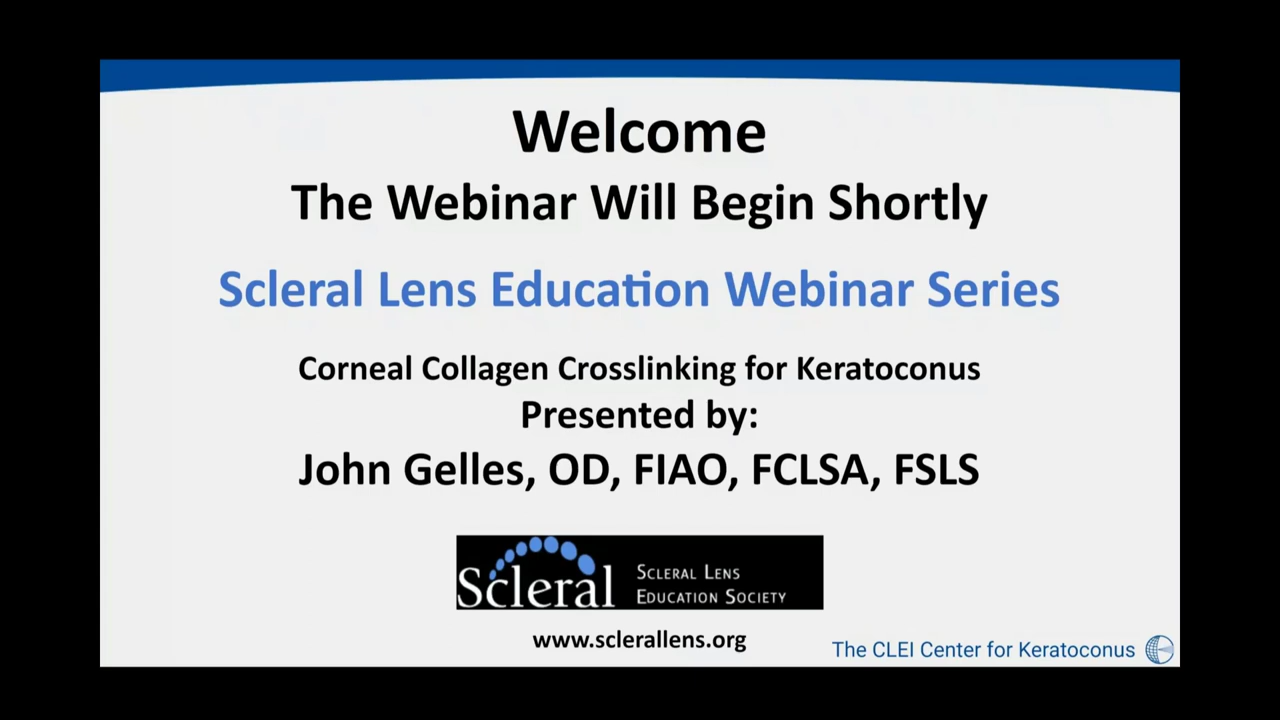 Welcome
The Webinar Will Begin Shortly
Scleral Lens Education Webinar Series
Corneal Collagen Crosslinking for Keratoconus
Presented by:
John Gelles, OD, FIAO, FCLSA, FSLS
Scleral
Scleral Lens
Education Society
www.sclerallens.org
The CLEI Center for Keratoconus